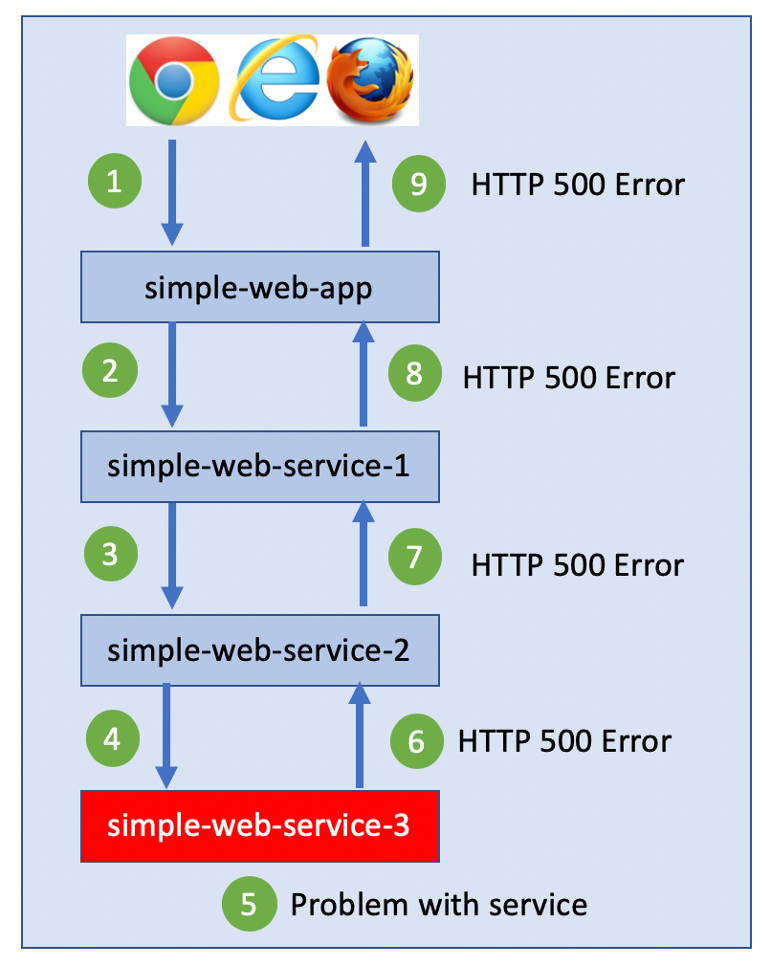 1
9 HTTP 500 Error
simple-web-app
2
8 HTTP 500 Error
simple-web-service-1
3
7 HTTP 500 Error
simple-web-service-2
4
6 HTTP 500 Error
simple-web-service-3
5 Problem with service